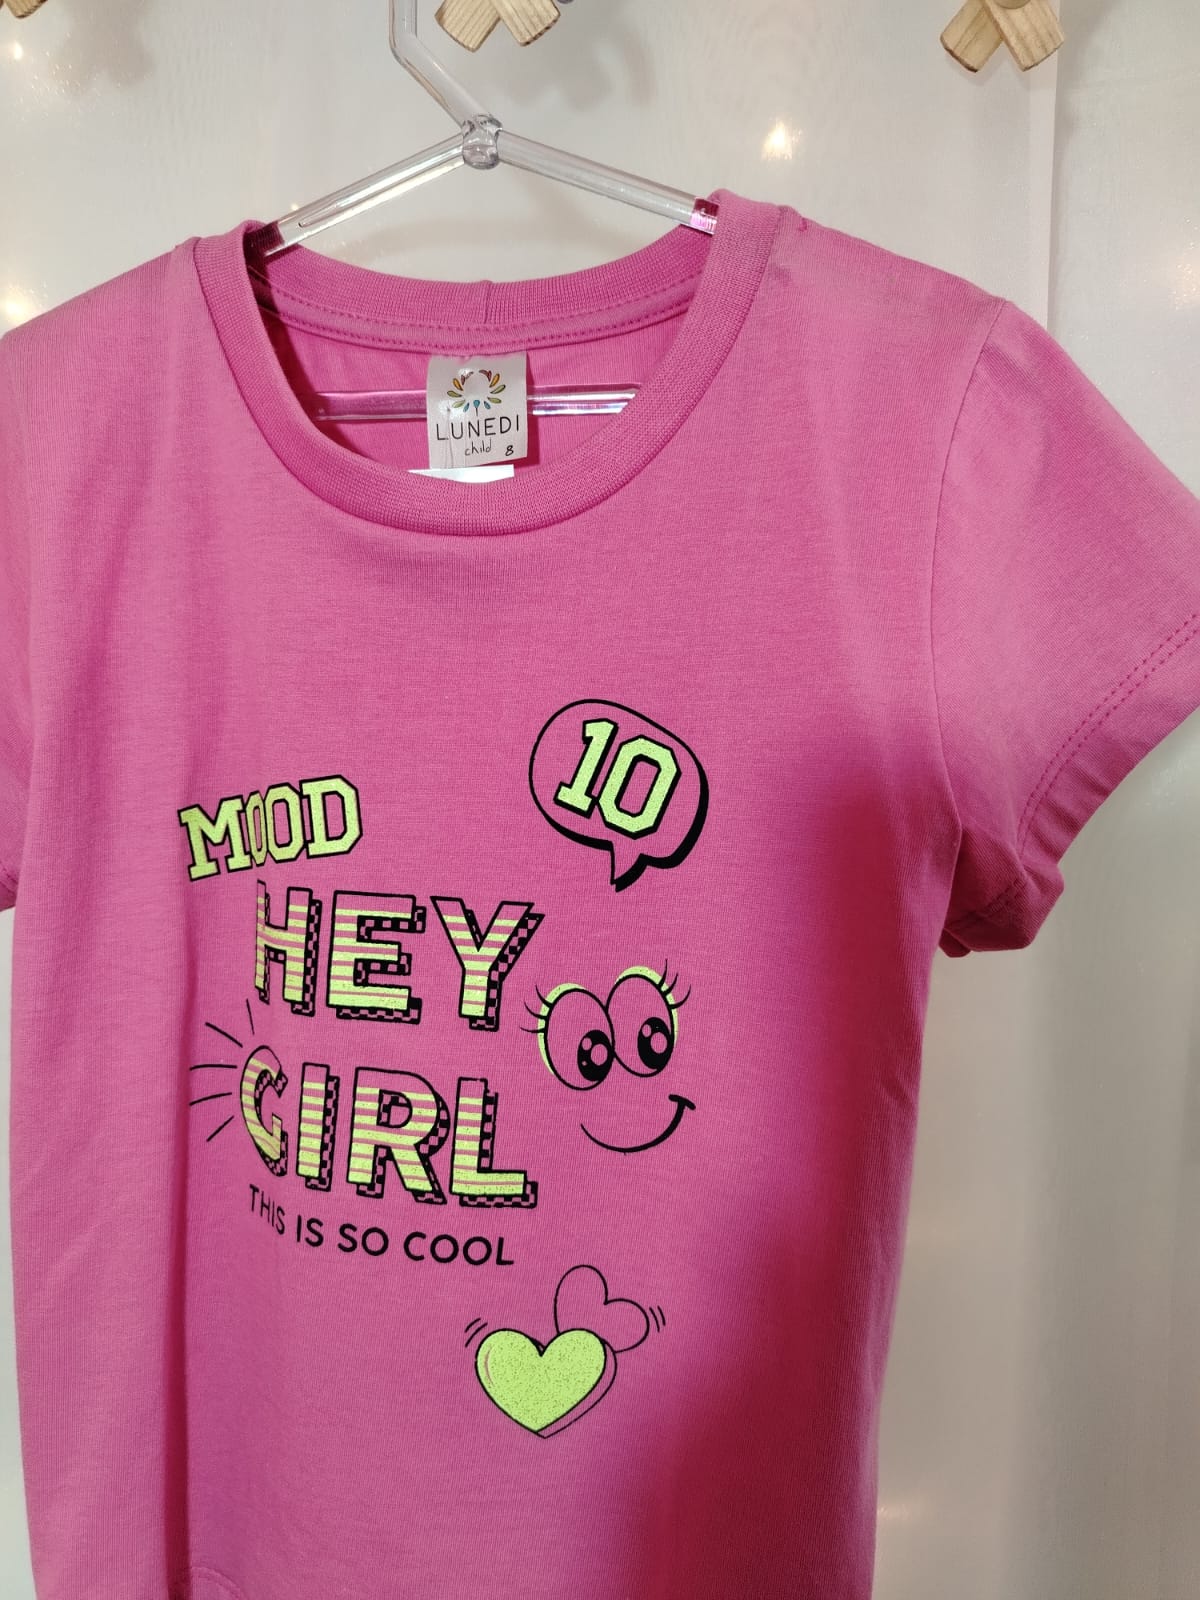 LUNEDI
child 8
10
MOOD
HEY
GIRL
THIS IS SO COOL